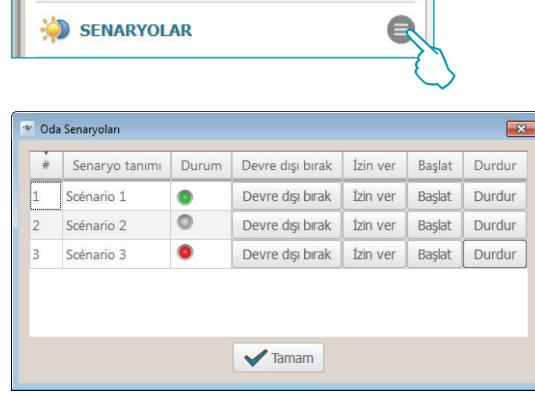 SENARYOLAR
Oda Senaryoları
# Senaryo tanımı Durum Devre dışı bırak İzin ver Başlat Durdur
1 Scénario 1 Devre dışı bırak İzin ver Başlat Durdur
2 Scénario 2 Devre dışı bırak İzin ver Başlat Durdur
3 Scénario 3 Devre dışı bırak İzin ver Başlat Durdur
Tamam